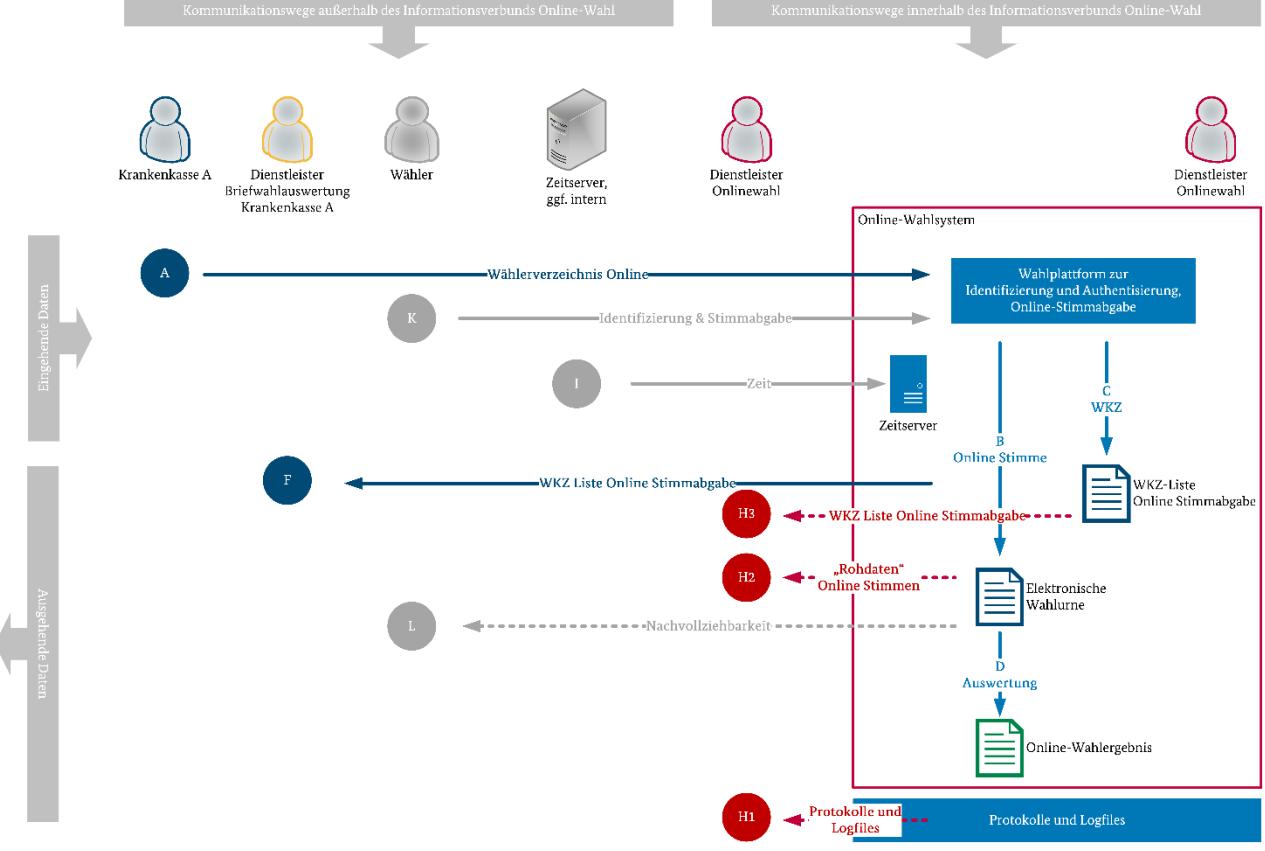 Kommunikationswege außerhalb des Informationsverbunds Online-Wahl
Kommunikationswege innerhalb des Informationsverbunds Online-Wahl
Krankenkasse A
Dienstleister
Briefwahlauswertung
Krankenkasse A
Wähler
Zeitserver,
ggf. intern
Dienstleister
Onlinewahl
Dienstleister
Onlinewahl
Online-Wahlsystem
Eingehende Daten
A
Wählerverzeichnis Online
Wahlplattform zur
Identifizierung und Authentisierung,
Online-Stimmabgabe
K
Identifizierung & Stimmabgabe
I
Zeit
Zeitserver
C
WKZ
B
Online Stimme
Ausgehende Daten
F
WKZ Liste Online Stimmabgabe
WKZ-Liste
Online Stimmabgabe
H3
WKZ Liste Online Stimmabgabe
H2
„Rohdaten“
Online Stimmen
Elektronische
Wahlurne
L
Nachvollziehbarkeit
D
Auswertung
Online-Wahlergebnis
H1
Protokolle und
Logfiles
Protokolle und Logfiles